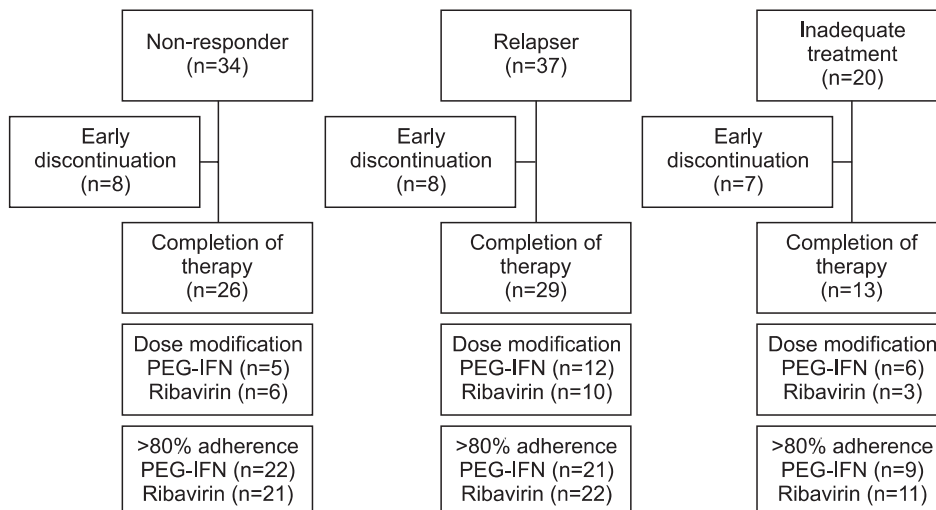 Non-responder
(n=34)
Relapser
(n=37)
Inadequate
treatment
(n=20)
Early
discontinuation
(n=8)
Early
discontinuation
(n=8)
Early
discontinuation
(n=7)
Completion of
therapy
(n=26)
Completion of
therapy
(n=29)
Completion of
therapy
(n=13)
Dose modification
PEG-IFN (n=5)
Ribavirin (n=6)
Dose modification
PEG-IFN (n=12)
Ribavirin (n=10)
Dose modification
PEG-IFN (n=6)
Ribavirin (n=3)
>80% adherence
PEG-IFN (n=22)
Ribavirin (n=21)
>80% adherence
PEG-IFN (n=21)
Ribavirin (n=22)
>80% adherence
PEG-IFN (n=9)
Ribavirin (n=11)